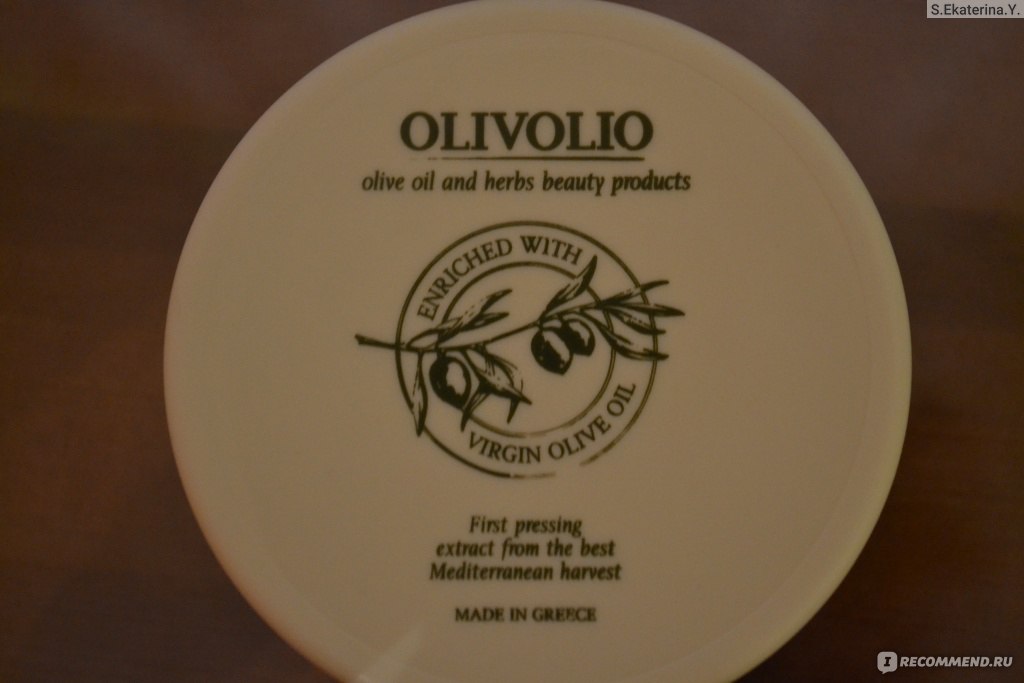 S.Ekaterina.Y.
OLIVOLIO
olive oil and herbs beauty products
ENRICHED WITH
VIRGIN OLIVE OIL
First pressing
extract from the best
Mediterranean harvest
MADE IN GREECE
IRECOMMEND.RU